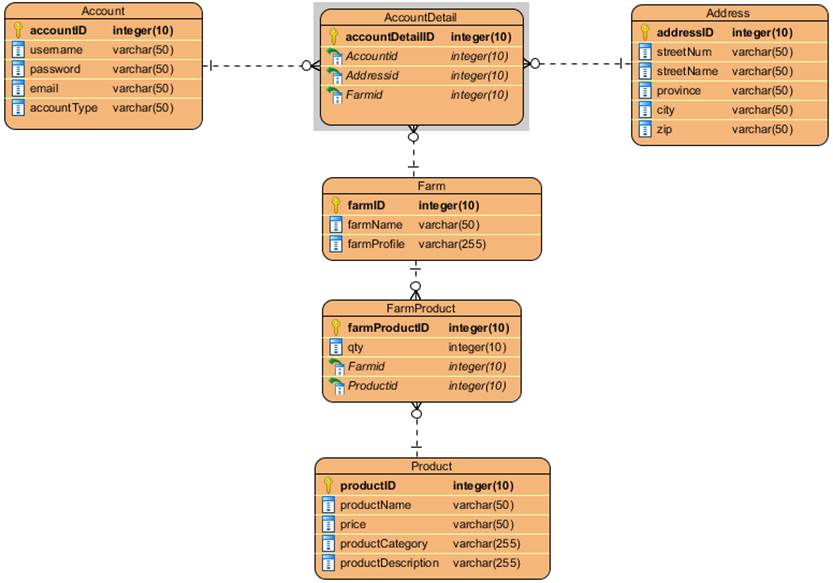 Account
accountID integer(10)
username varchar(50)
password varchar(50)
email varchar(50)
accountType varchar(50)
AccountDetail
accountDetailID integer(10)
Accountid integer(10)
Addressid integer(10)
Farmid integer(10)
Address
addressID integer(10)
streetNum varchar(50)
streetName varchar(50)
province varchar(50)
city varchar(50)
zip varchar(50)
Farm
farmID integer(10)
farmName varchar(50)
farmProfile varchar(255)
FarmProduct
farmProductID integer(10)
qty integer(10)
Farmid integer(10)
Productid integer(10)
Product
productID integer(10)
productName varchar(50)
price varchar(50)
productCategory varchar(255)
productDescription varchar(255)